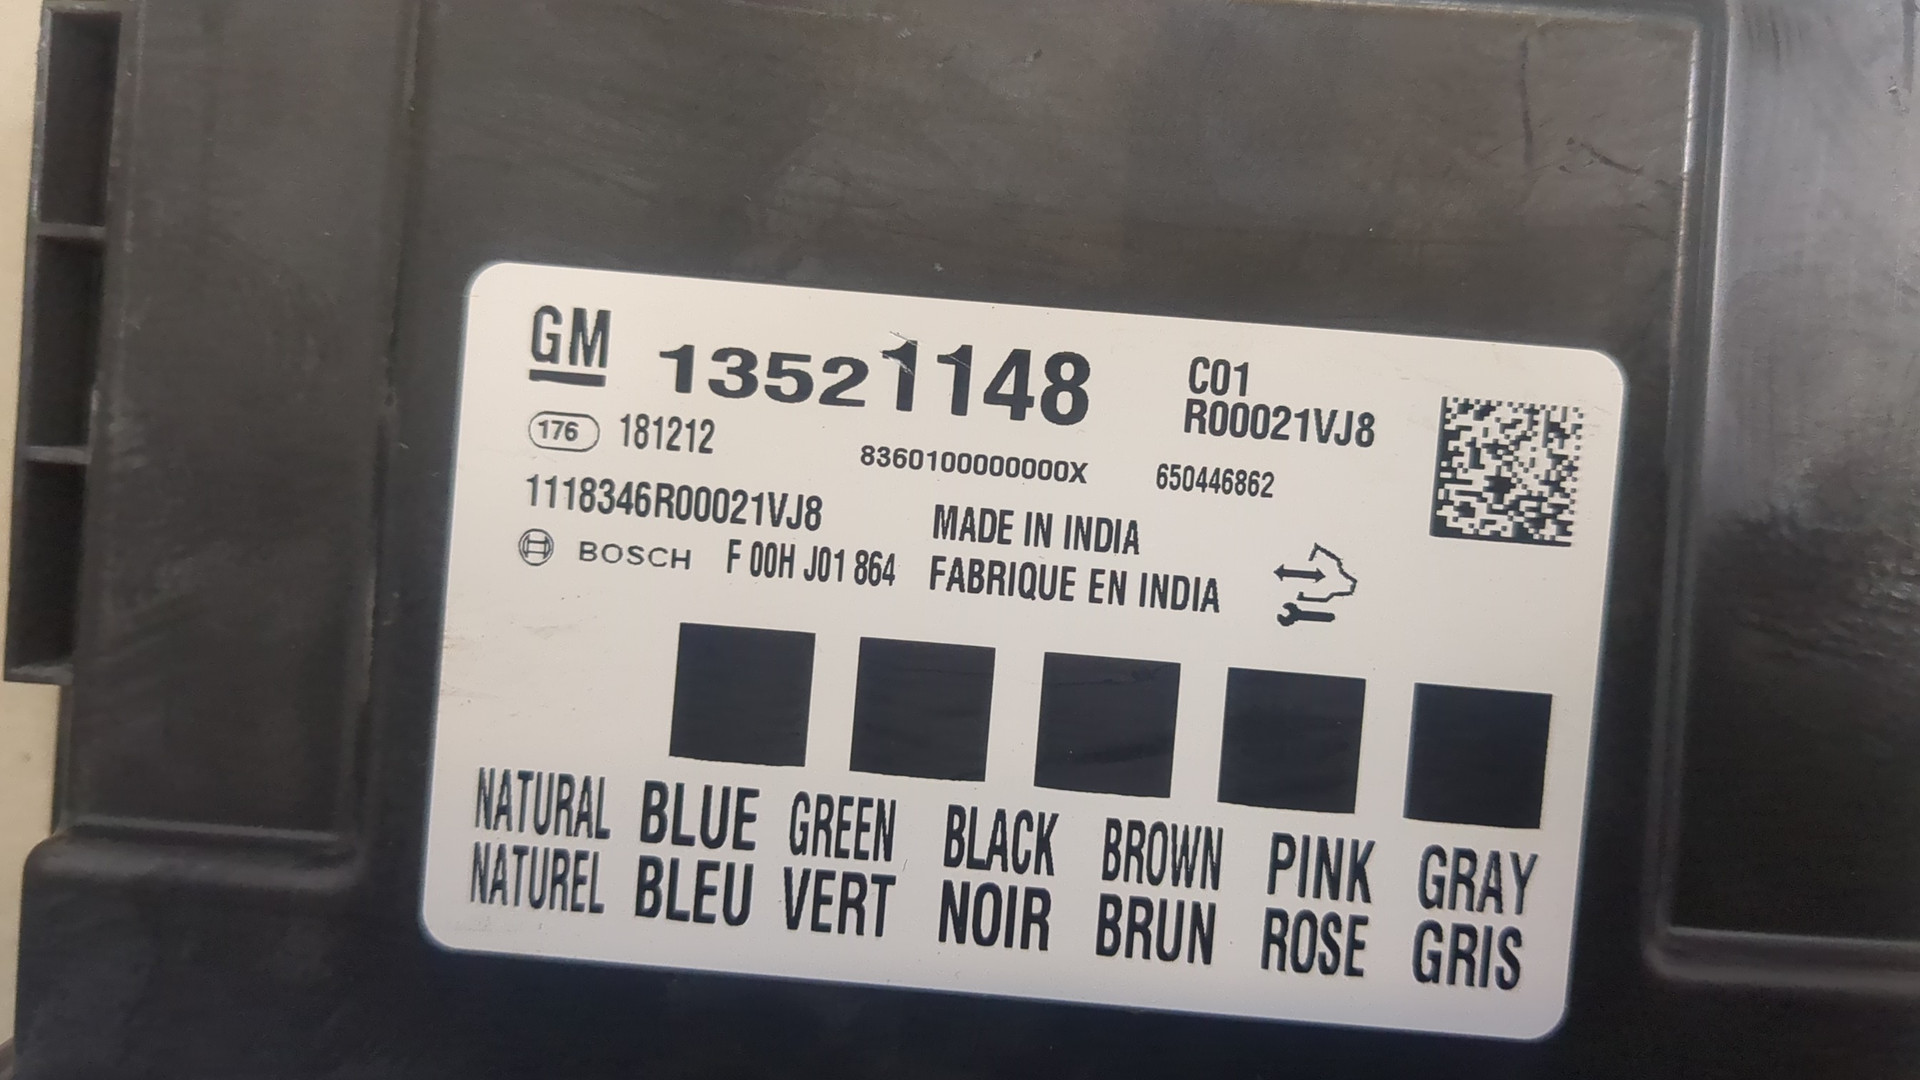 GM 13521148 C01
R00021VJ8
176 181212 8360100000000X 650446862
1118346R00021VJ8 MADE IN INDIA
BOSCH F 00H J01 864 FABRIQUE EN INDIA
NATURAL BLUE GREEN BLACK BROWN PINK GRAY
NATUREL BLEU VERT NOIR BRUN ROSE GRIS